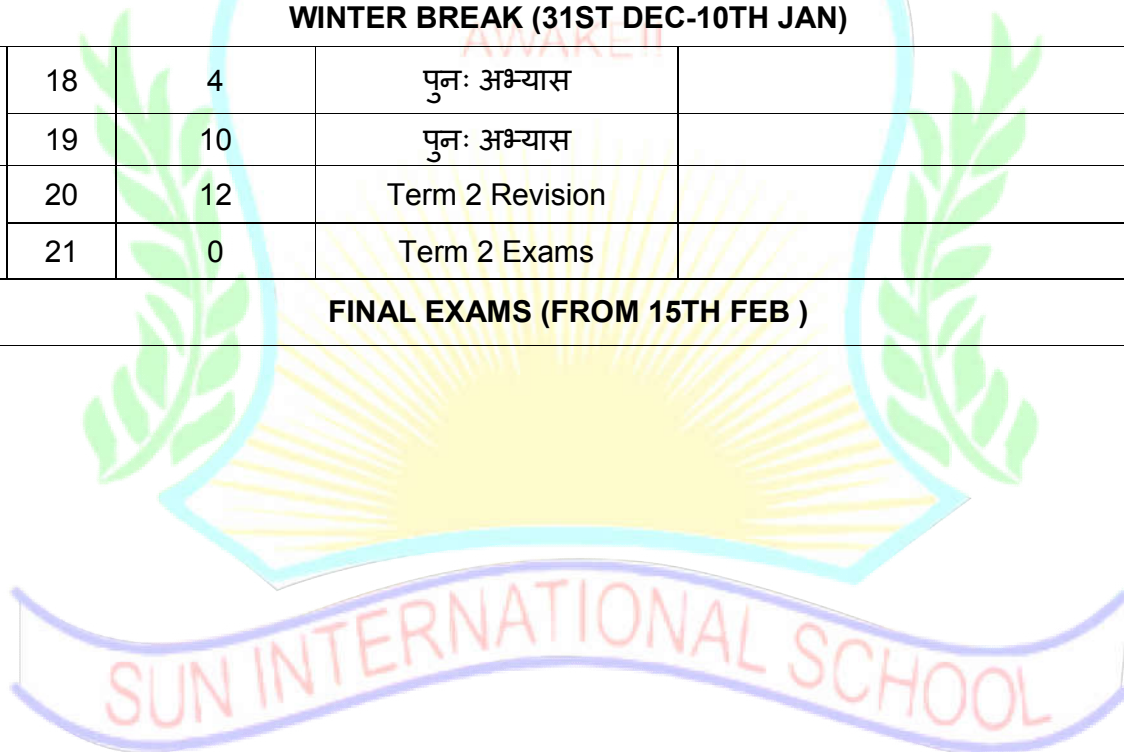 WINTER BREAK (31ST DEC-10TH JAN)
AWAKE!!
18 4 पुनः अभ्यास
19 10 पुनः अभ्यास
20 12 Term 2 Revision
21 0 Term 2 Exams
FINAL EXAMS (FROM 15TH FEB )
SUN INTERNATIONAL SCHOOL